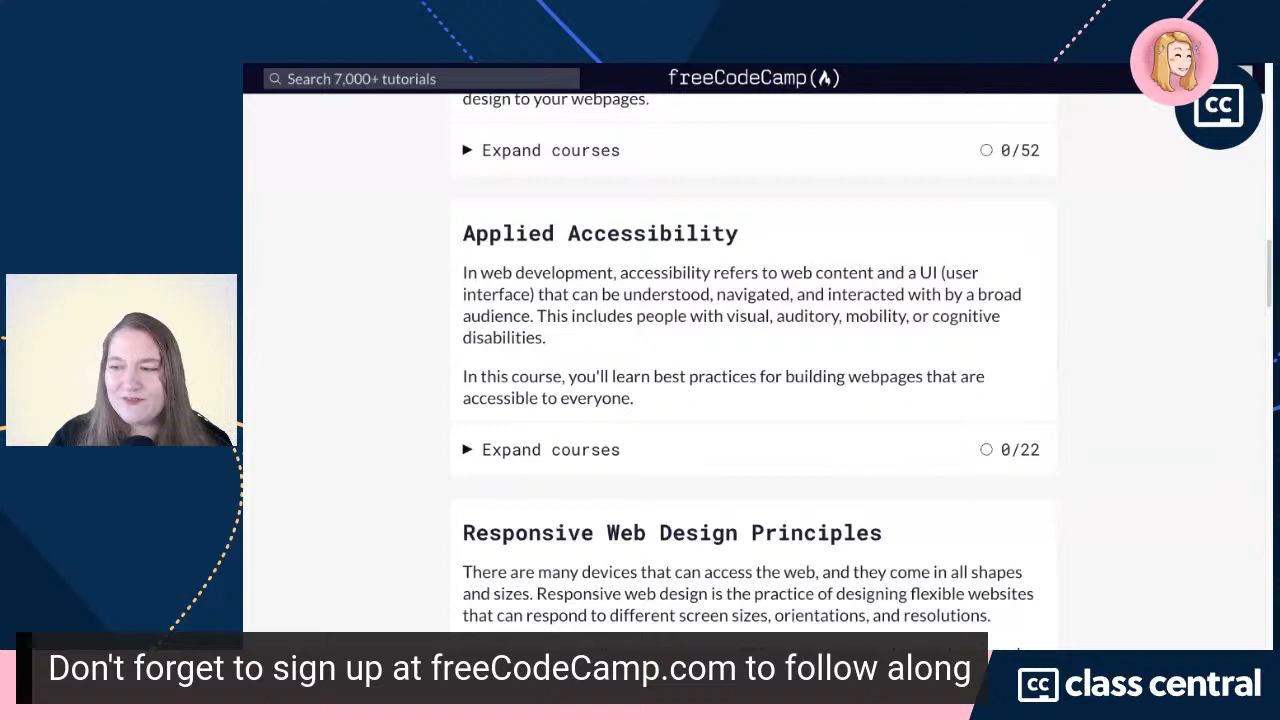 Search 7,000+ tutorials
freeCodeCamp
cc
design to your webpages.
Expand courses
0/52
Applied Accessibility
In web development, accessibility refers to web content and a UI (user
interface) that can be understood, navigated, and interacted with by a broad
audience. This includes people with visual, auditory, mobility, or cognitive
disabilities.
In this course, you'll learn best practices for building webpages that are
accessible to everyone.
Expand courses
0/22
Responsive Web Design Principles
There are many devices that can access the web, and they come in all shapes
and sizes. Responsive web design is the practice of designing flexible websites
that can respond to different screen sizes, orientations, and resolutions.
Don't forget to sign up at freeCodeCamp.com to follow along
cc class central